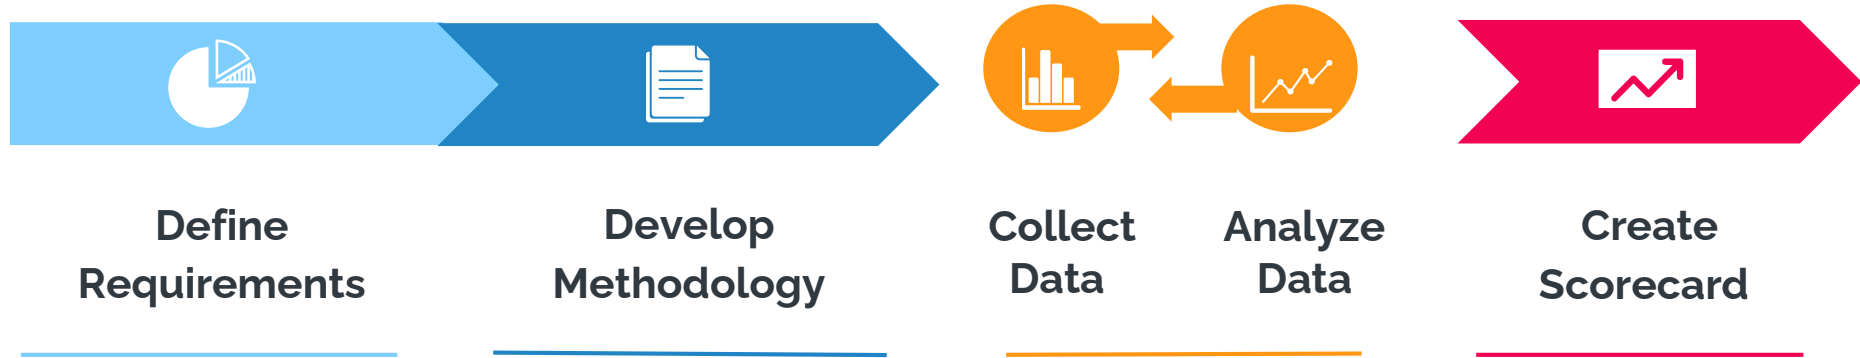 Define
Requirements
Develop
Methodology
Collect
Data
Analyze
Data
Create
Scorecard